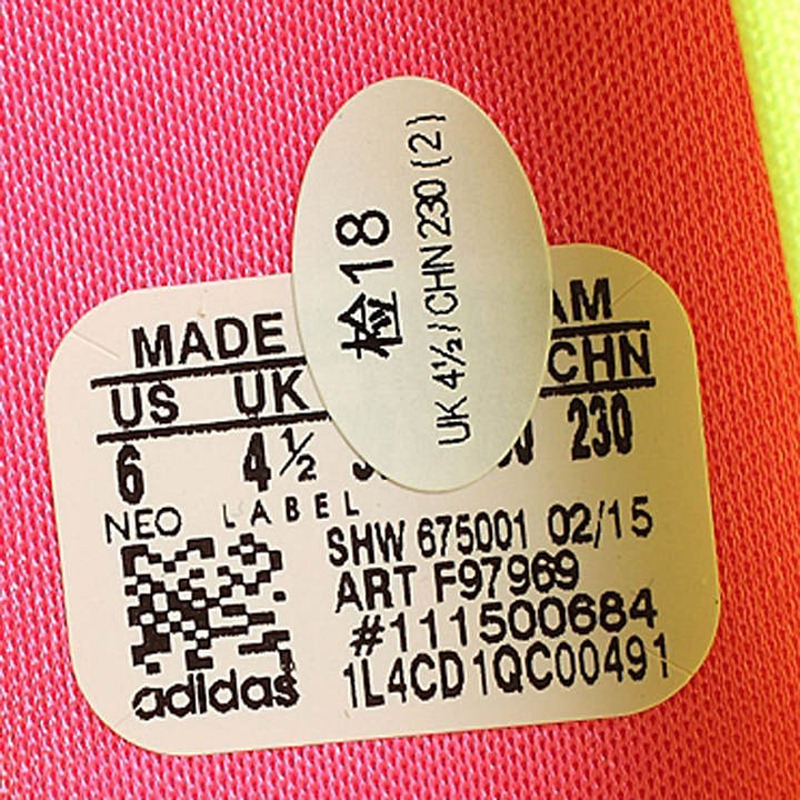 检18
UK 4½ / CHN 230 (2)
MADE
US UK CHN
6 4½ 230
NEO LABEL
SHW 675001 02/15
ART F97969
#111500684
1L4CD1QC00491
adidas